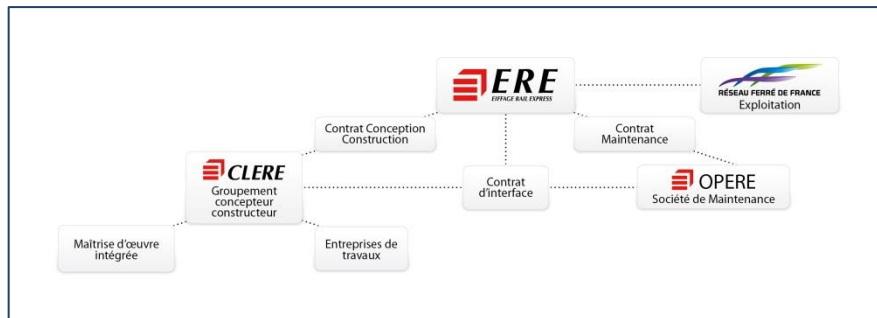 ERE
EIFFAGE RAIL EXPRESS
RÉSEAU FERRÉ DE FRANCE
Exploitation
Contrat Conception
Construction
Contrat
Maintenance
CLERE
Groupement
concepteur
constructeur
Contrat
d'interface
OPERE
Société de Maintenance
Maîtrise d'œuvre
intégrée
Entreprises de
travaux